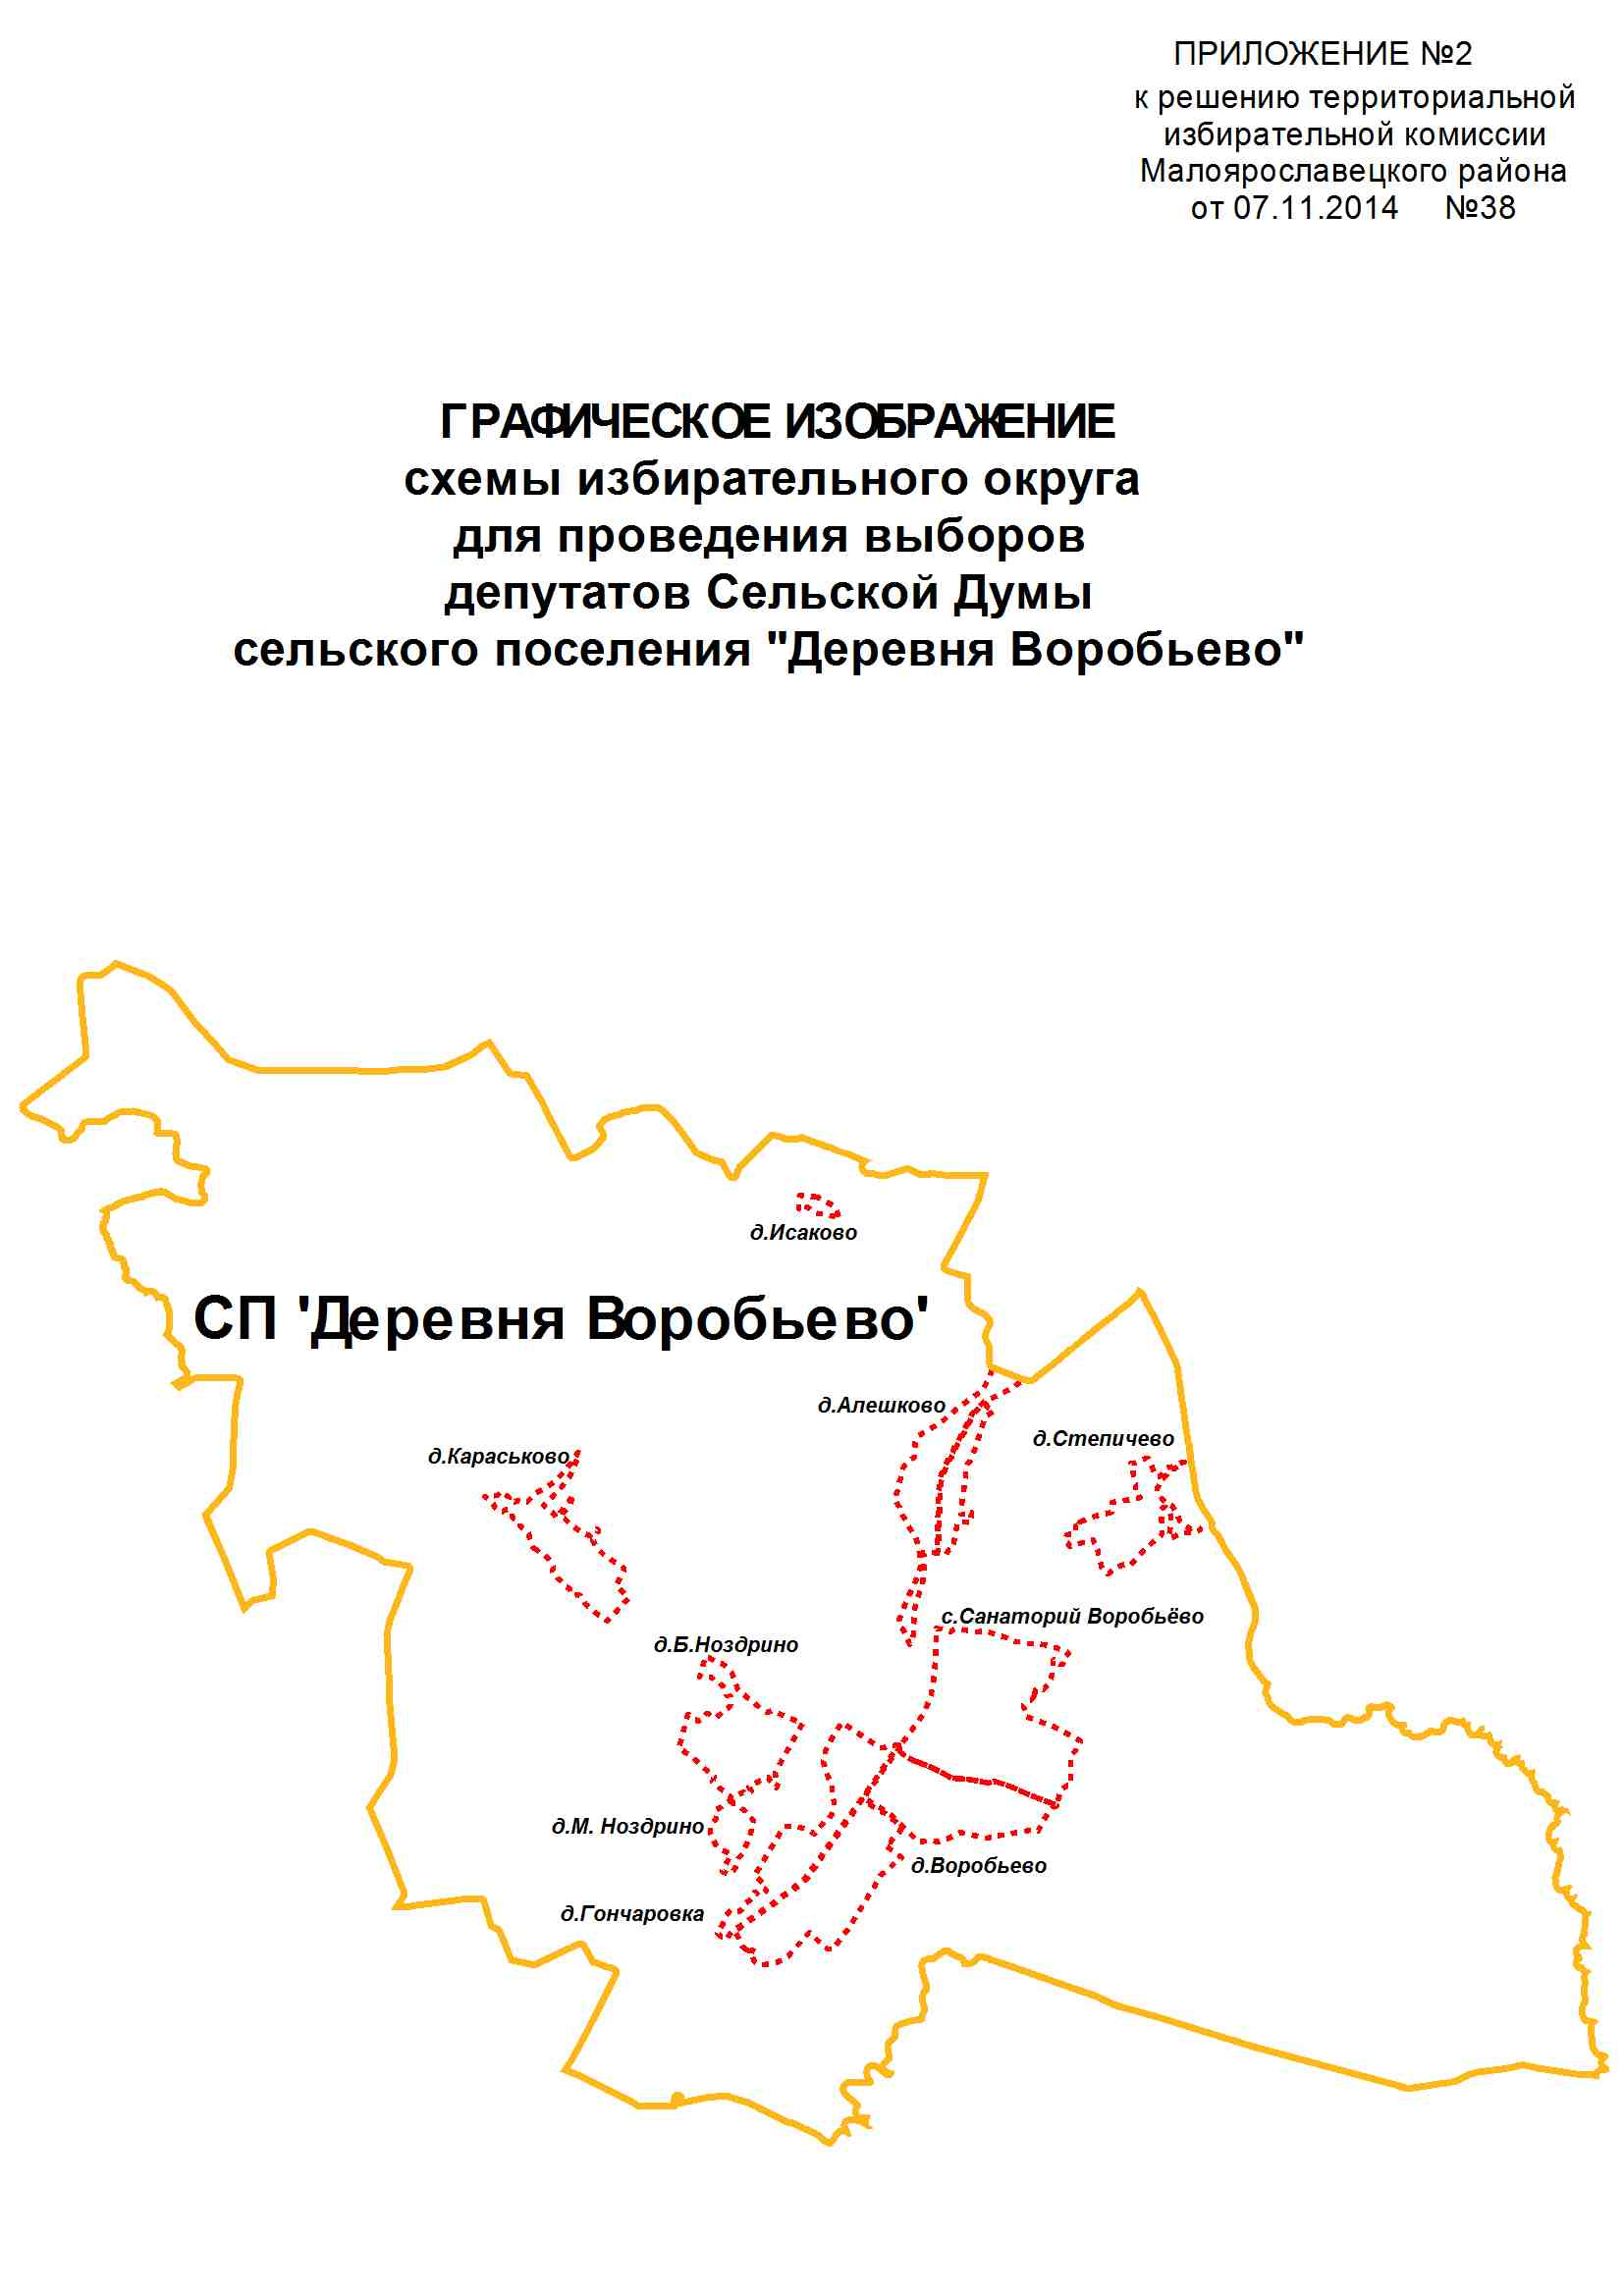 ПРИЛОЖЕНИЕ №2
к решению территориальной
избирательной комиссии
Малоярославецкого района
от 07.11.2014 №38
ГРАФИЧЕСКОЕ ИЗОБРАЖЕНИЕ
схемы избирательного округа
для проведения выборов
депутатов Сельской Думы
сельского поселения "Деревня Воробьево"
д.Исаково
СП 'Деревня Воробьево'
д.Алешково
д.Степичево
д.Караськово
с.Санаторий Воробьёво
д.Б.Ноздрино
д.М. Ноздрино
д.Воробьево
д.Гончаровка